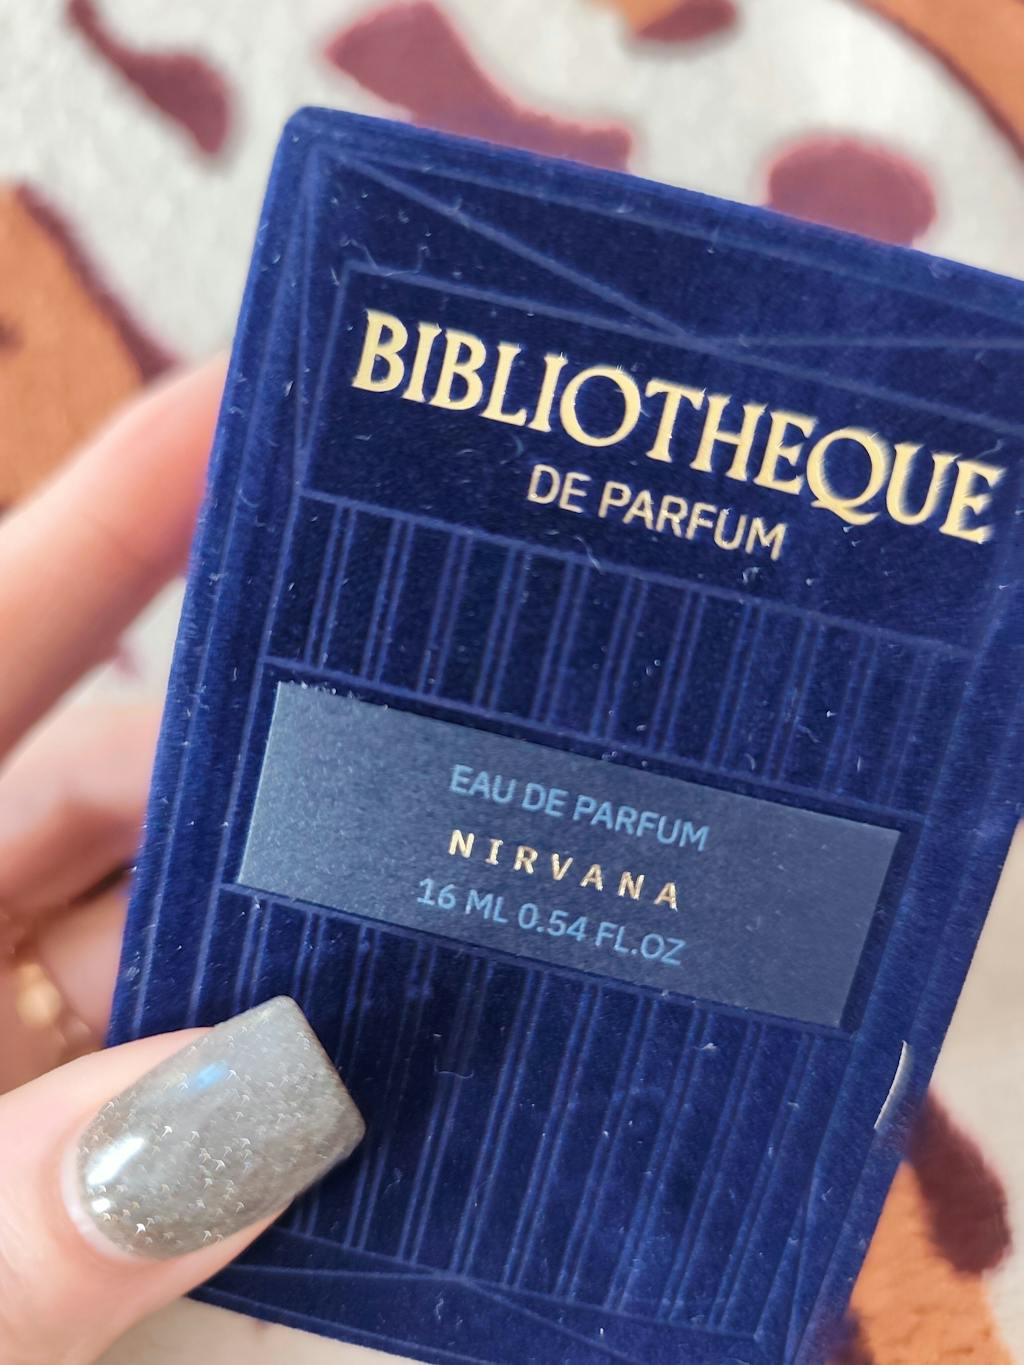 BIBLIOTHEQUE
DE PARFUM
EAU DE PARFUM
NIRVANA
16 ML 0.54 FL.OZ